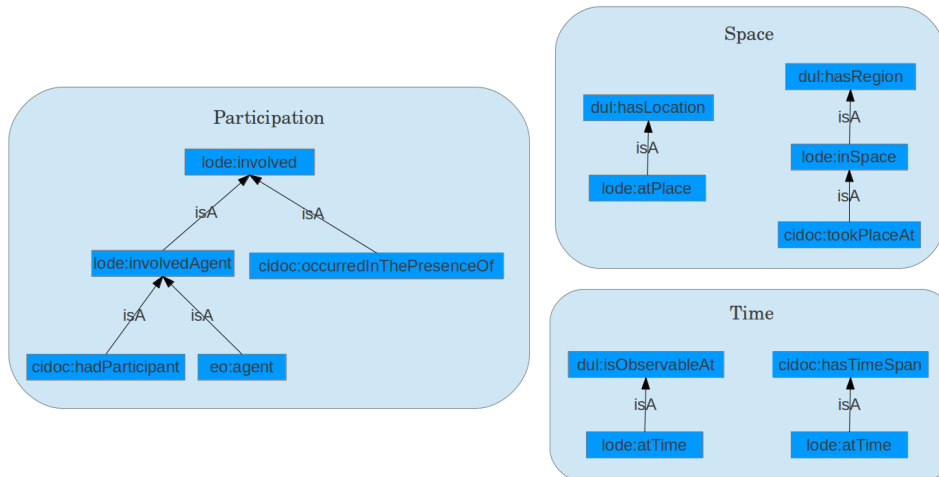 Participation
lode:involved
isA
isA
lode:involvedAgent
cidoc:occurredInThePresenceOf
isA
isA
cidoc:hadParticipant
eo:agent
Space
dul:hasRegion
dul:hasLocation
isA
isA
lode:inSpace
lode:atPlace
isA
cidoc:tookPlaceAt
Time
dul:isObservableAt
cidoc:hasTimeSpan
isA
isA
lode:atTime
lode:atTime